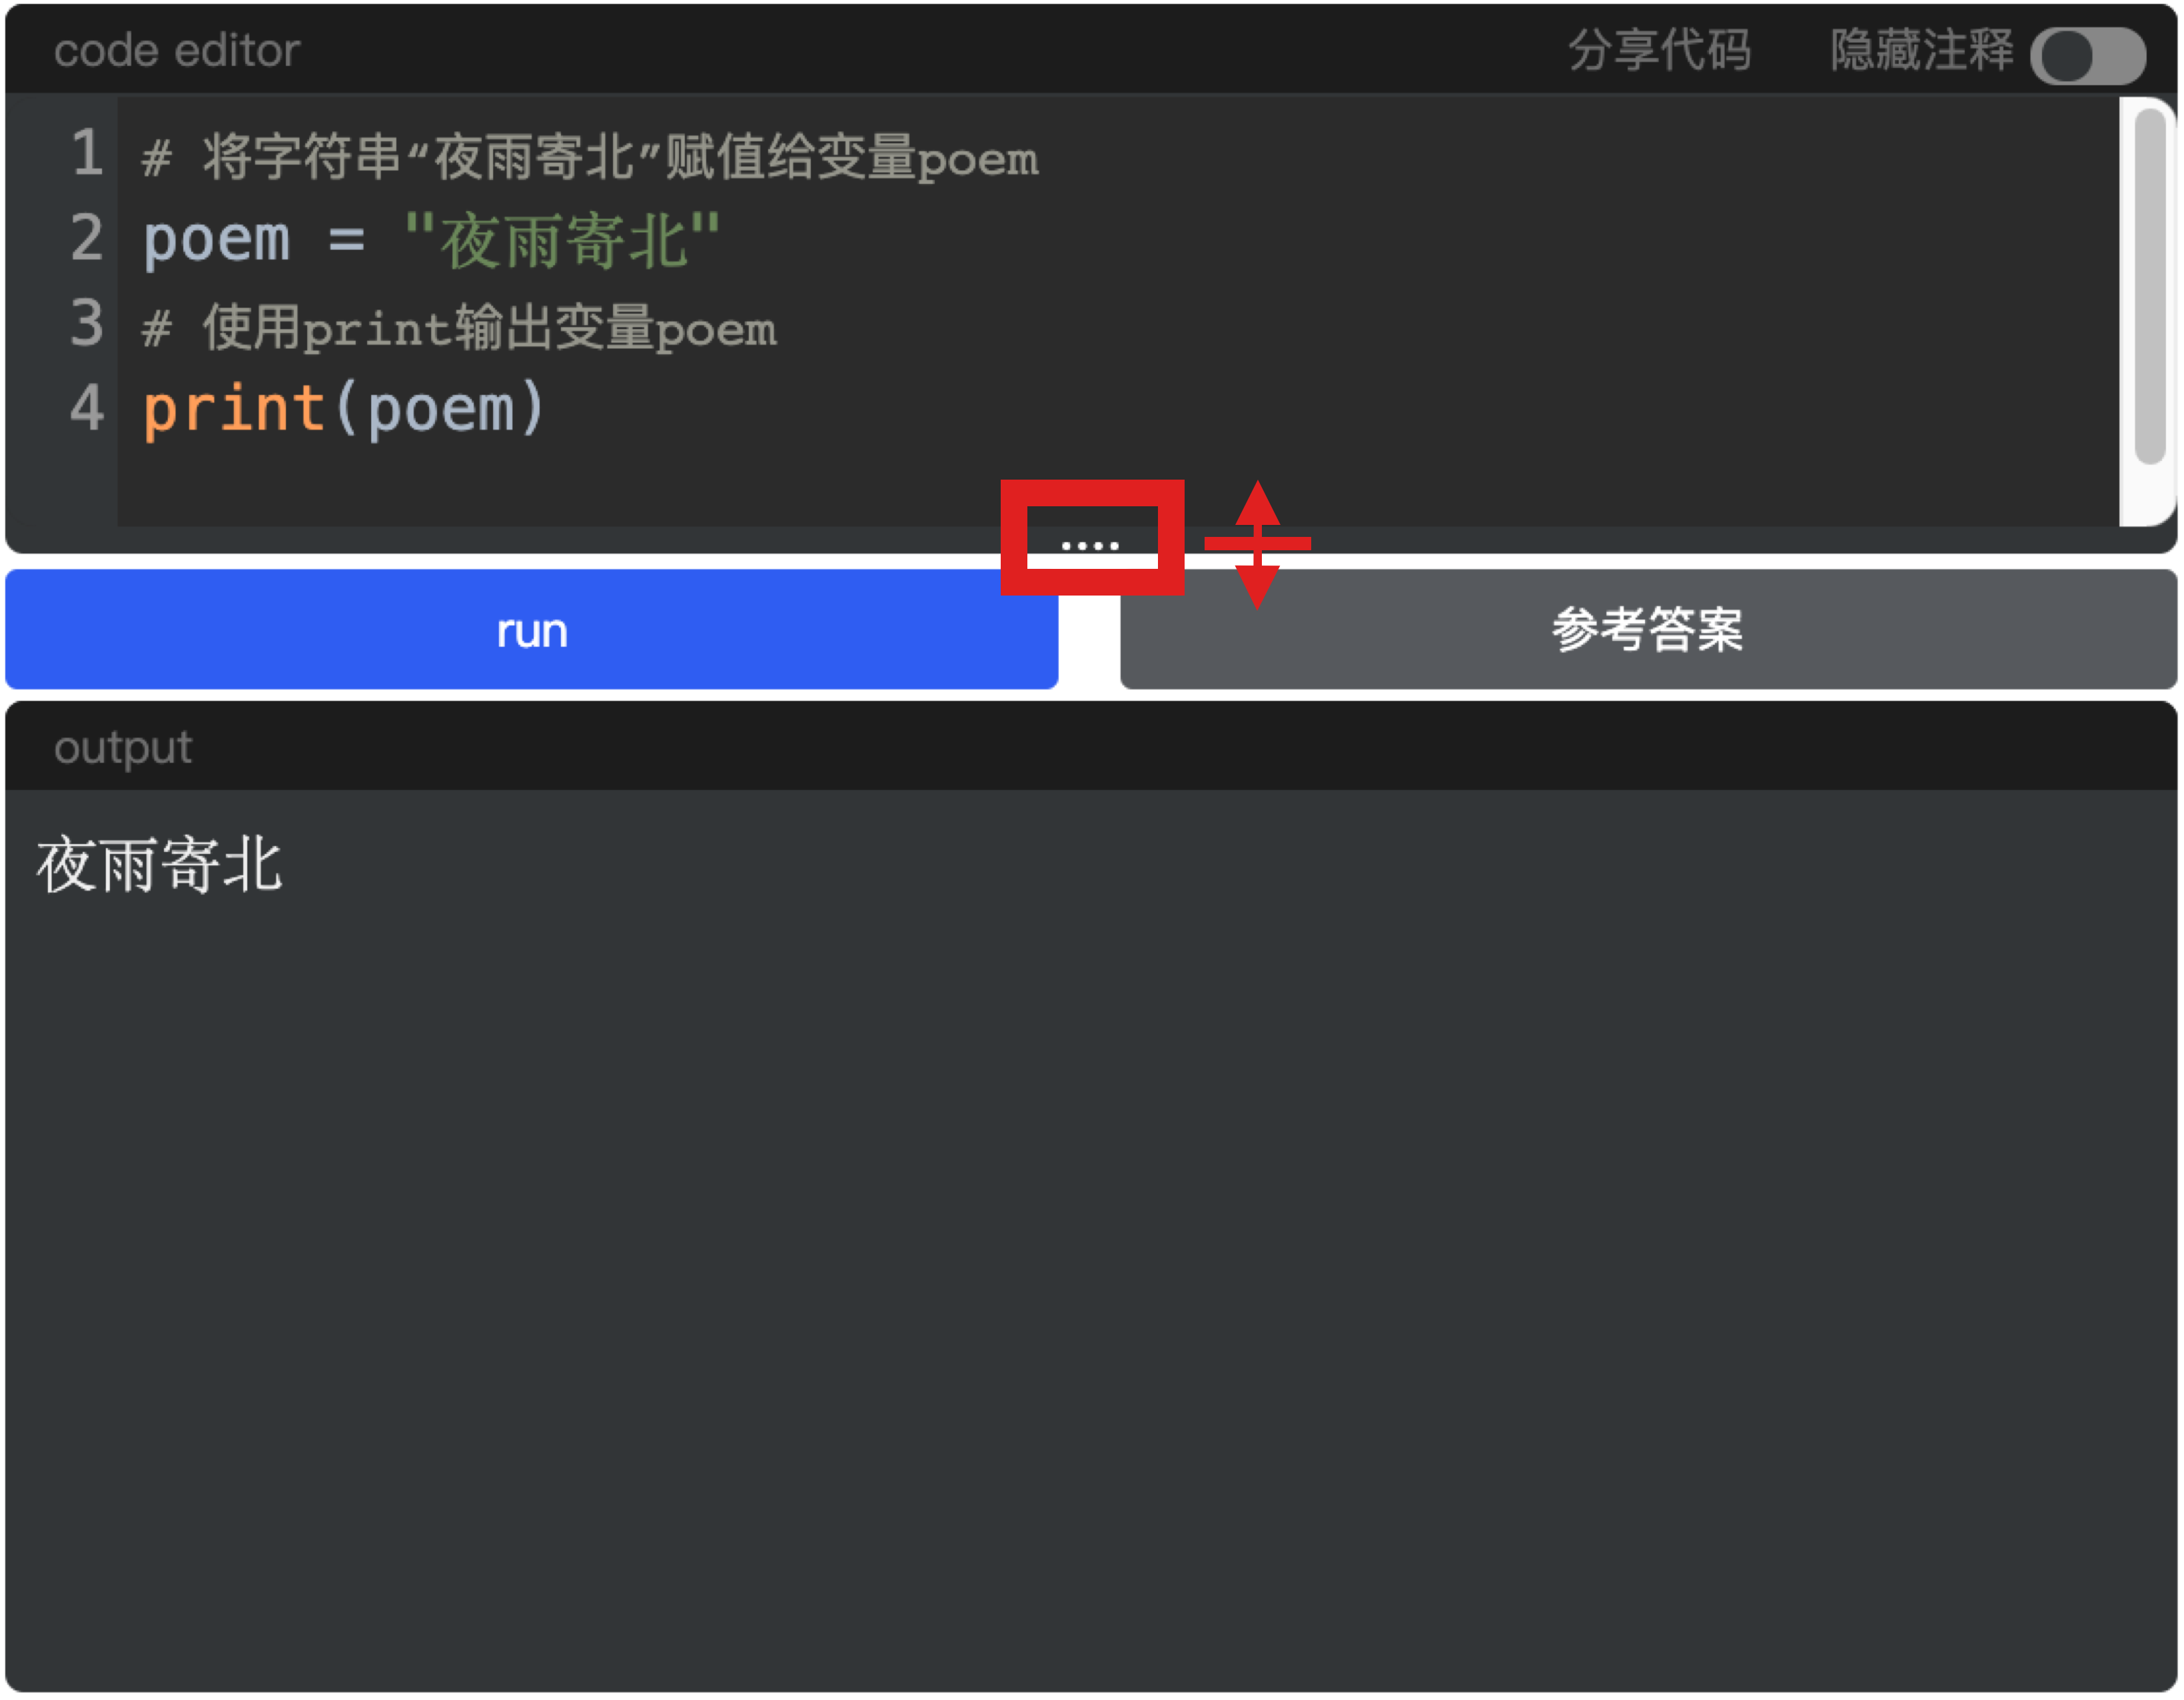 code editor 分享代码 隐藏注释
1 # 将字符串“夜雨寄北”赋值给变量poem
2 poem = "夜雨寄北"
3 # 使用print输出变量poem
4 print(poem)
run 参考答案
output
夜雨寄北